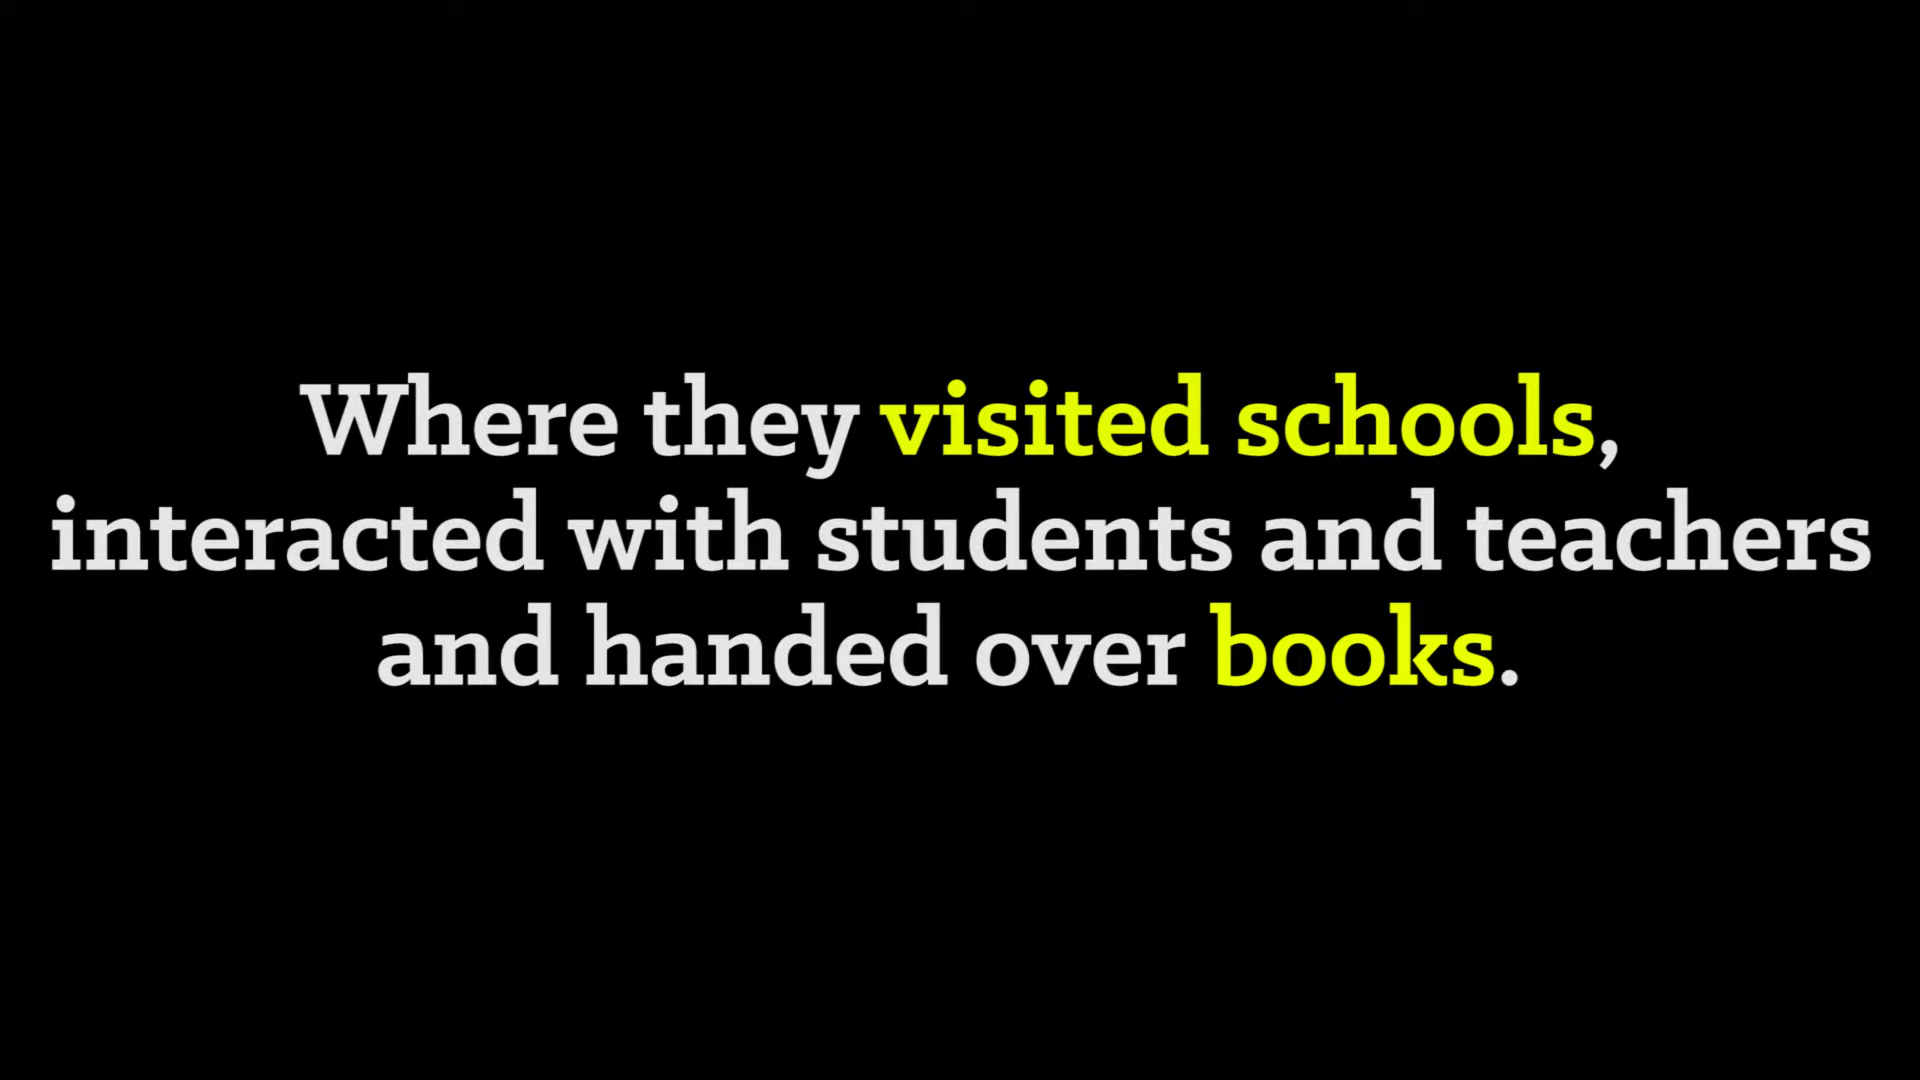 Where they visited schools,
interacted with students and teachers
and handed over books.